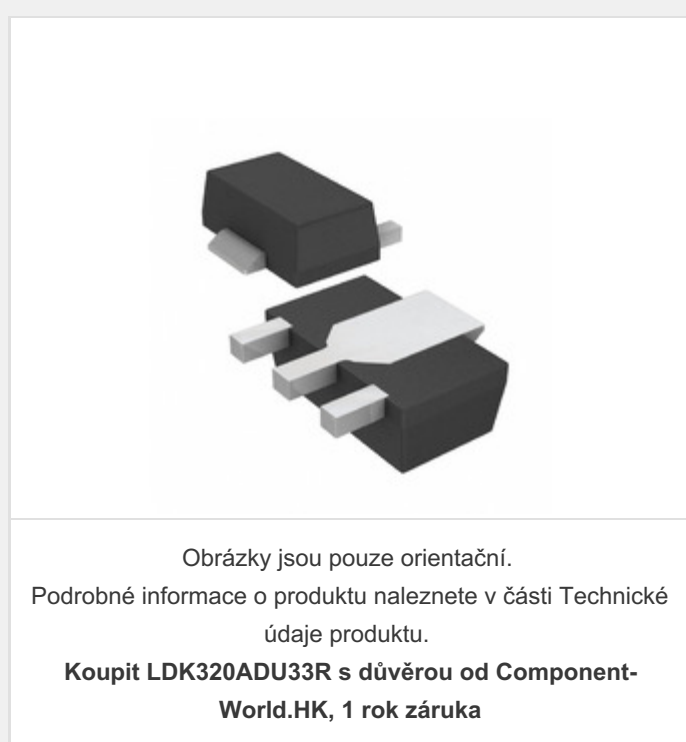 Obrázky jsou pouze orientační.
Podrobné informace o produktu naleznete v části Technické
údaje produktu.
Koupit LDK320ADU33R s důvěrou od Component-
World.HK, 1 rok záruka